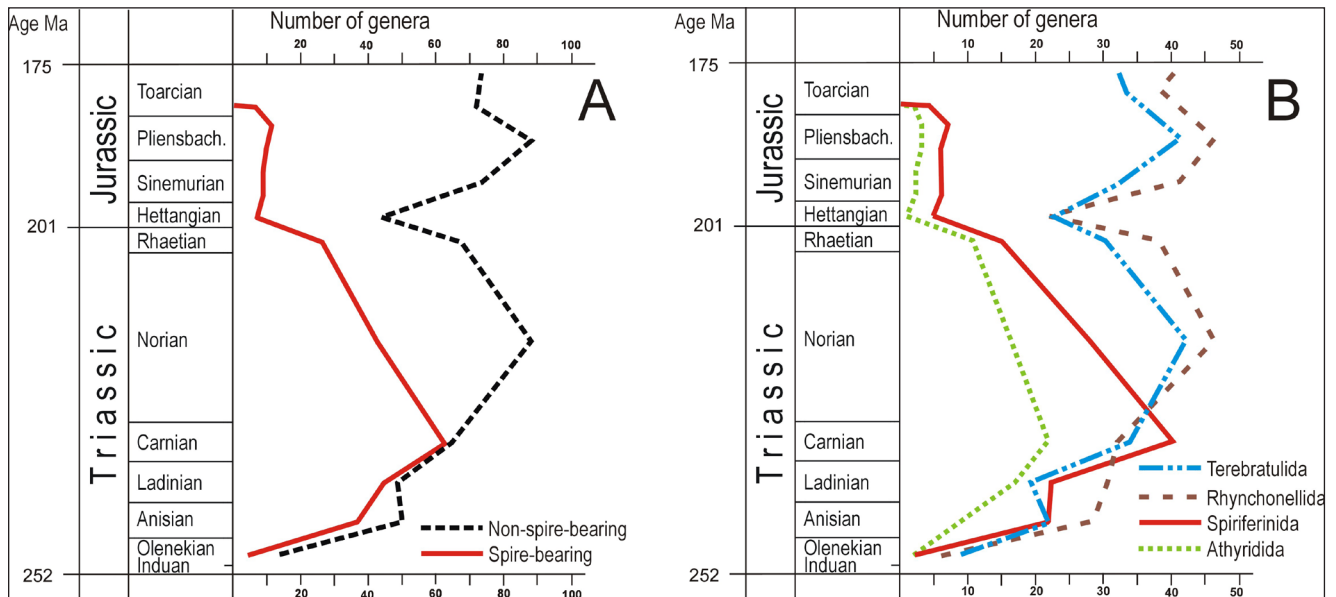 Age Ma
Number of genera
20 40 60 80 100
175
Jurassic
Toarcian
Pliensbach.
Sinemurian
Hettangian
201
Triassic
Rhaetian
Norian
Carnian
Ladinian
Anisian
Olenekian
Induan
252
A
Non-spire-bearing
Spire-bearing
20 40 60 80 100
Age Ma
Number of genera
10 20 30 40 50
175
Jurassic
Toarcian
Pliensbach.
Sinemurian
Hettangian
201
Triassic
Rhaetian
Norian
Carnian
Ladinian
Anisian
Olenekian
Induan
252
B
Terebratulida
Rhynchonellida
Spiriferinida
Athyridida
10 20 30 40 50